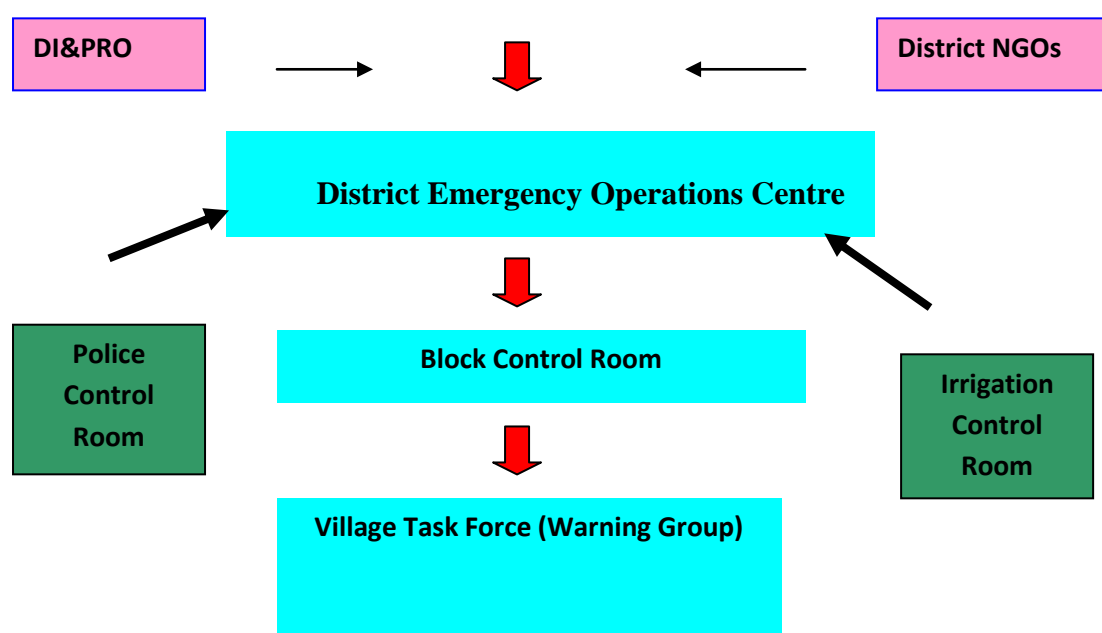 DI&PRO
District NGOs
District Emergency Operations Centre
Police
Control
Room
Block Control Room
Irrigation
Control
Room
Village Task Force (Warning Group)